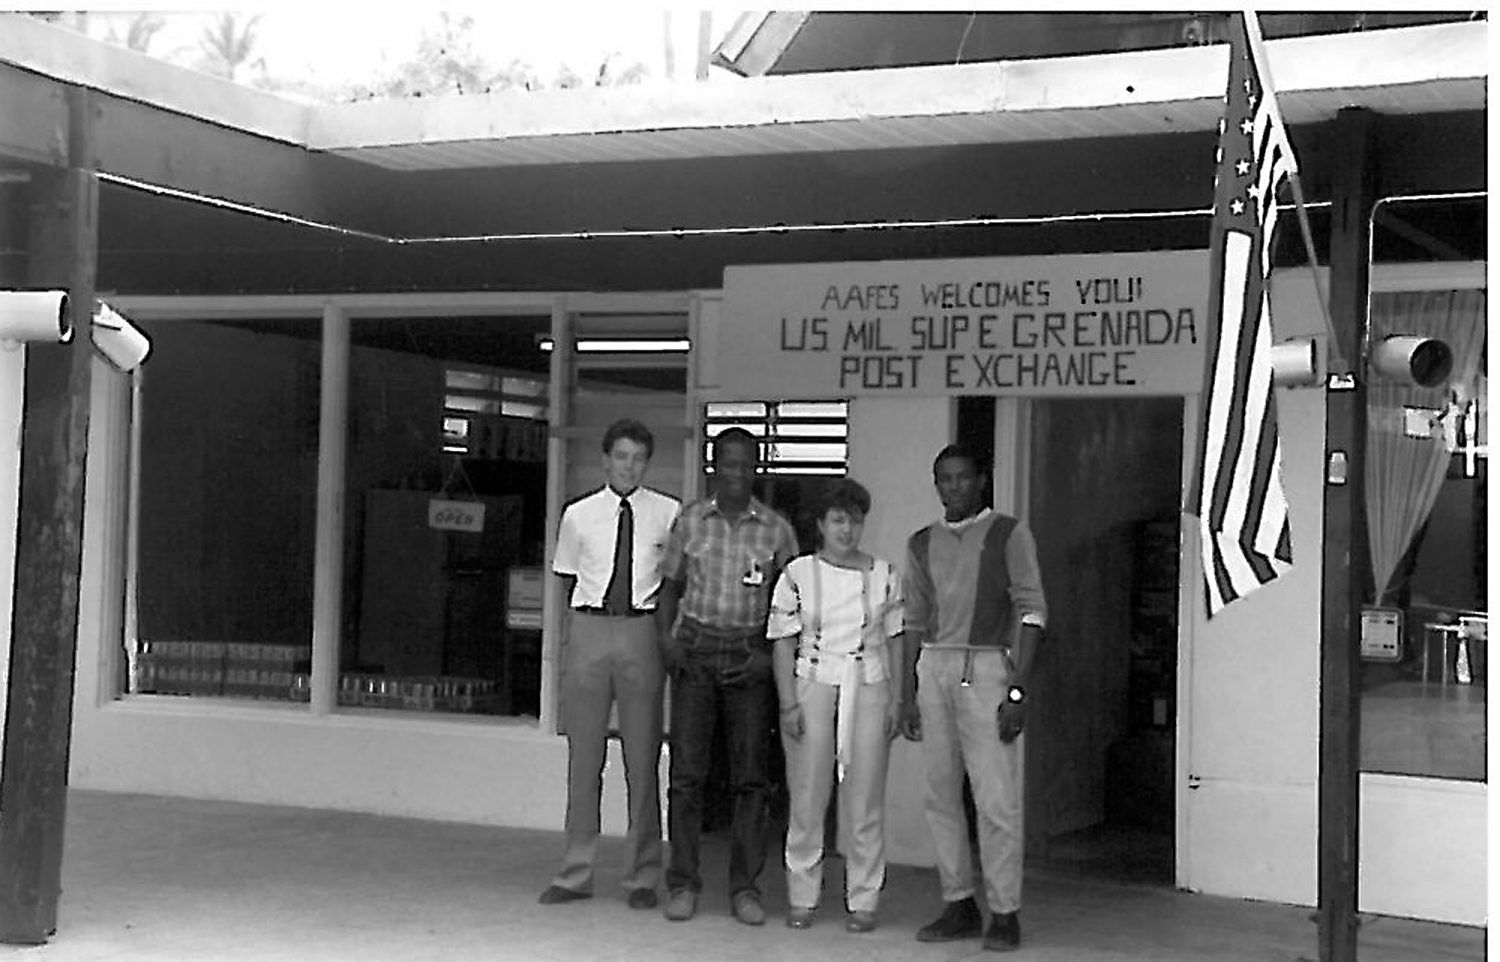 AAFES WELCOMES YOU!!
US MIL SUP E GRENADA
POST EXCHANGE
OPEN